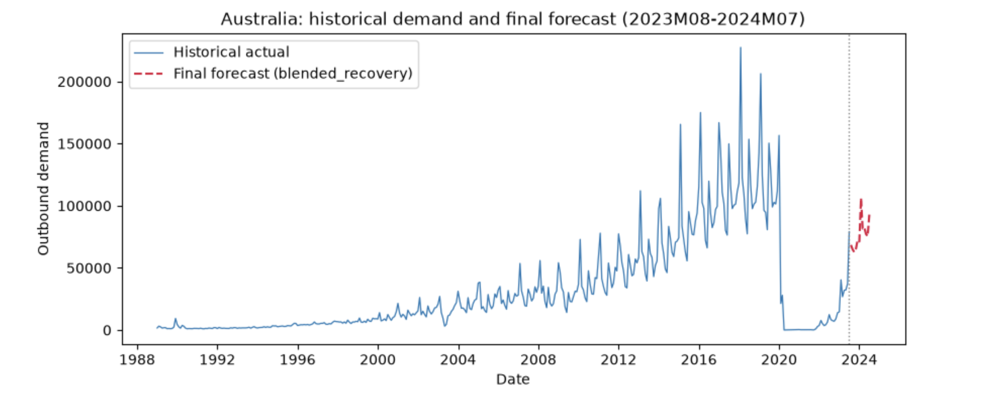 Australia: historical demand and final forecast (2023M08-2024M07)
Historical actual
Final forecast (blended_recovery)
Outbound demand
200000
150000
100000
50000
0
1988 1992 1996 2000 2004 2008 2012 2016 2020 2024
Date